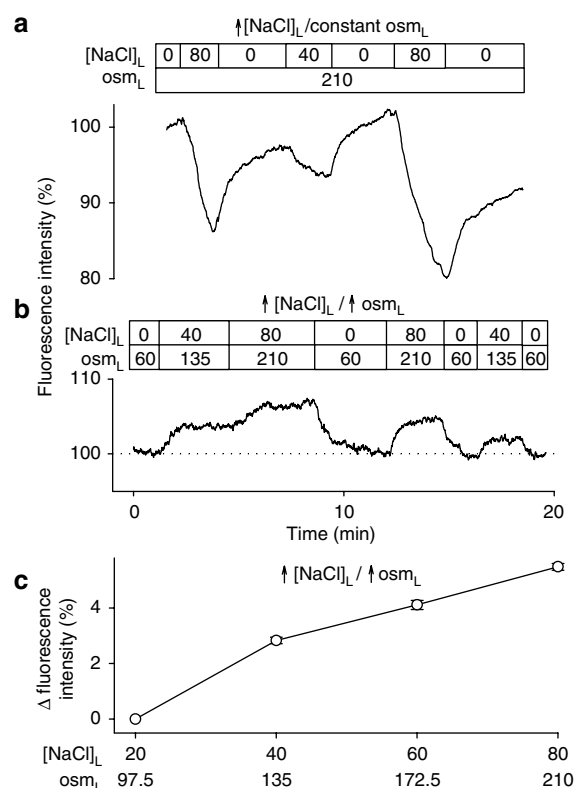 a
↑[NaCl]L/constant osmL
[NaCl]L 0 80 0 40 0 80 0
osmL 210
100
90
80
Fluorescence intensity (%)
b
↑ [NaCl]L / ↑ osmL
[NaCl]L 0 40 80 0 80 0 40 0
osmL 60 135 210 60 210 60 135 60
110
100
0 10 20
Time (min)
c
↑ [NaCl]L / ↑ osmL
Δ fluorescence
intensity (%)
4
2
0
[NaCl]L 20 40 60 80
osmL 97.5 135 172.5 210